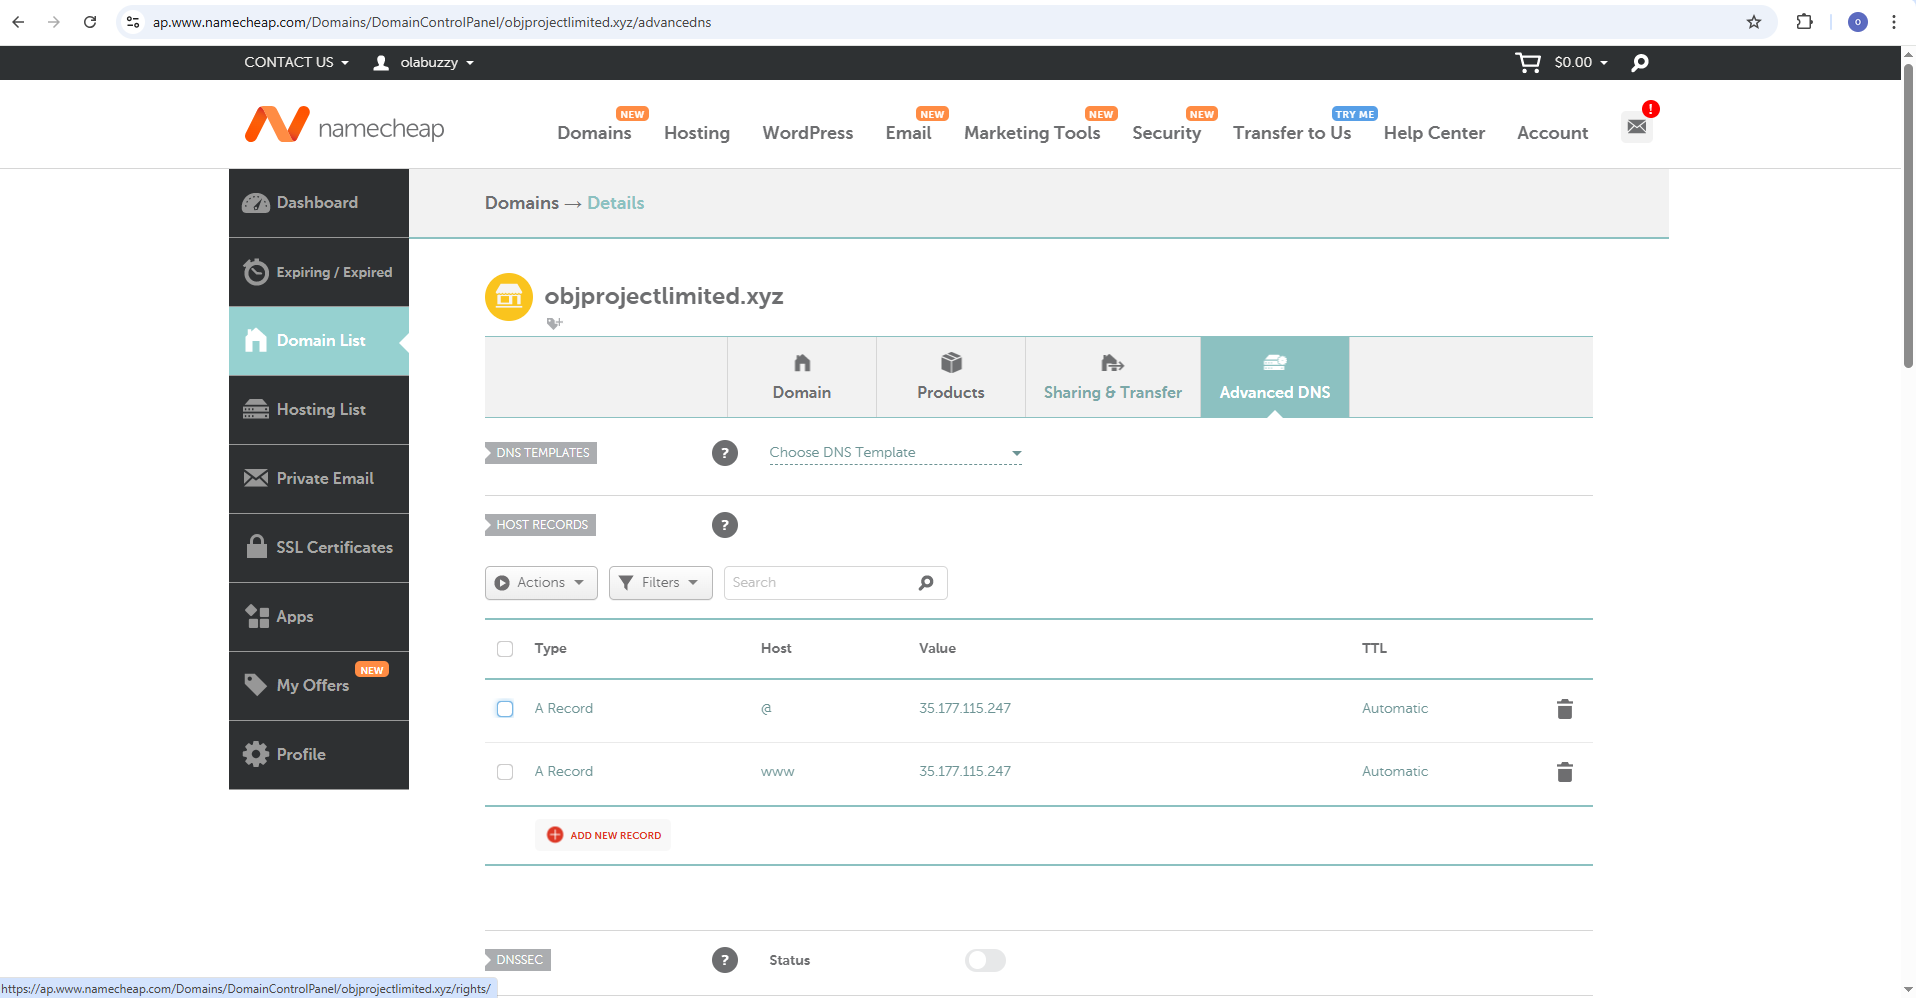 ap.www.namecheap.com/Domains/DomainControlPanel/objprojectlimited.xyz/advancedns
O
CONTACT US
olabuzzy
$0.00
namecheap
NEW
Domains
Hosting
WordPress
NEW
Email
NEW
Marketing Tools
NEW
Security
TRY ME
Transfer to Us
Help Center
Account
!
Dashboard
Expiring / Expired
Domain List
Hosting List
Private Email
SSL Certificates
Apps
NEW
My Offers
Profile
Domains → Details
objprojectlimited.xyz
Domain
Products
Sharing & Transfer
Advanced DNS
DNS TEMPLATES
?
Choose DNS Template
HOST RECORDS
?
Actions
Filters
Search
Type Host Value TTL
A Record @ 35.177.115.247 Automatic
A Record www 35.177.115.247 Automatic
ADD NEW RECORD
DNSSEC
?
Status
https://ap.www.namecheap.com/Domains/DomainControlPanel/objprojectlimited.xyz/rights/